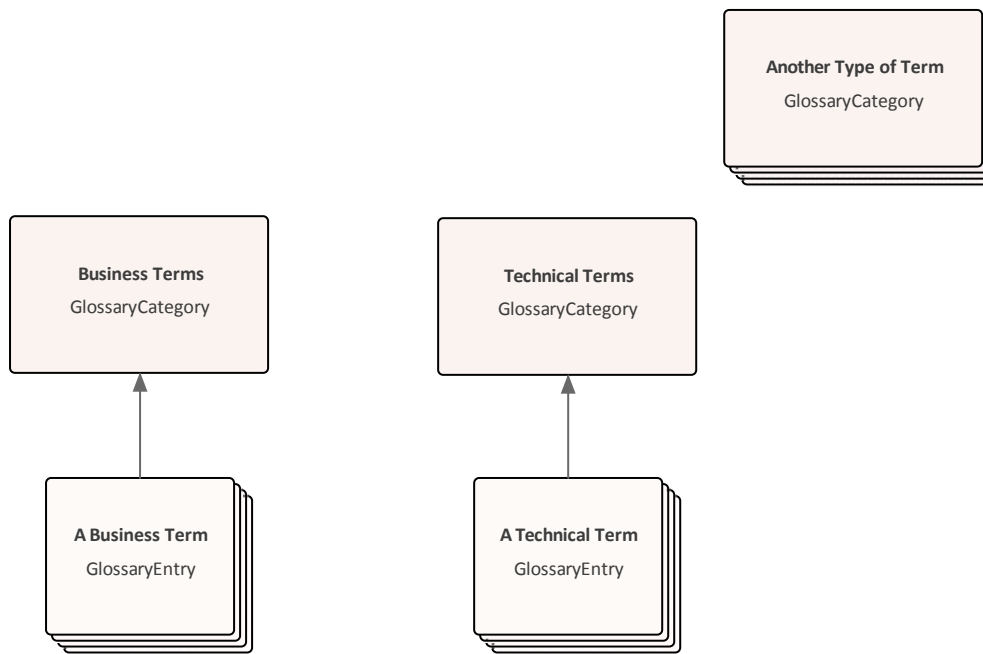 Another Type of Term
GlossaryCategory
Business Terms
GlossaryCategory
Technical Terms
GlossaryCategory
A Business Term
GlossaryEntry
A Technical Term
GlossaryEntry